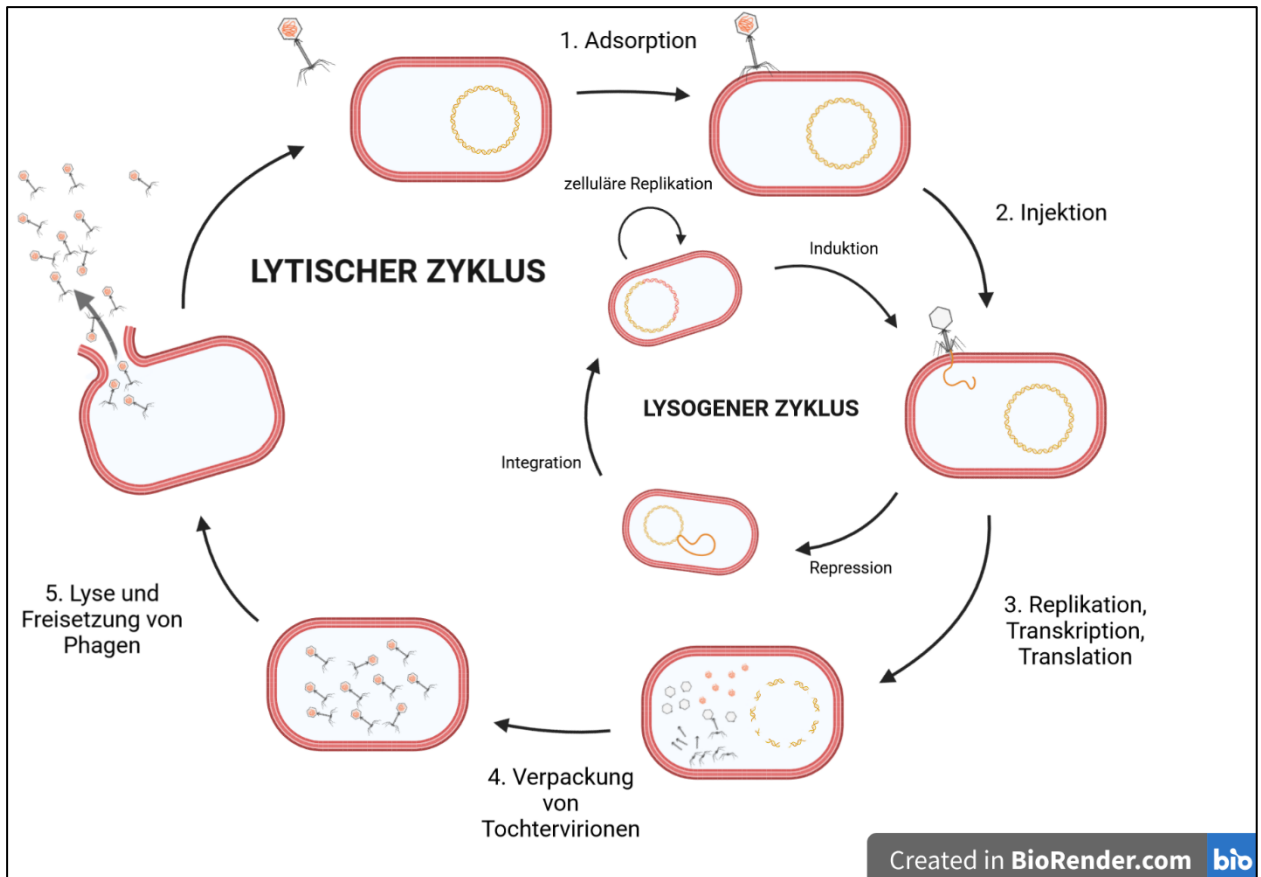 1. Adsorption
2. Injektion
zelluläre Replikation
Induktion
LYTISCHER ZYKLUS
LYSOGENER ZYKLUS
Integration
Repression
3. Replikation,
Transkription,
Translation
5. Lyse und
Freisetzung von
Phagen
4. Verpackung
von
Tochtervirionen
Created in BioRender.com bio